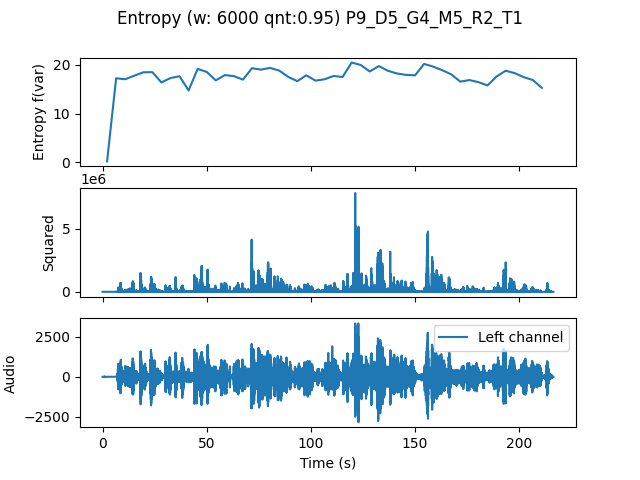 Entropy (w: 6000 qnt:0.95) P9_D5_G4_M5_R2_T1
20
10
0
Entropy f(var)
1e6
5
0
Squared
2500
0
−2500
Audio
Left channel
0 50 100 150 200
Time (s)